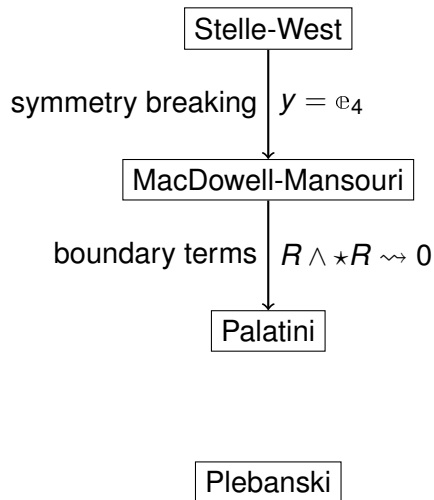 Stelle-West
symmetry breaking y = 𝕖₄
MacDowell-Mansouri
boundary terms R ∧ ⋆R ⇝ 0
Palatini
Plebanski